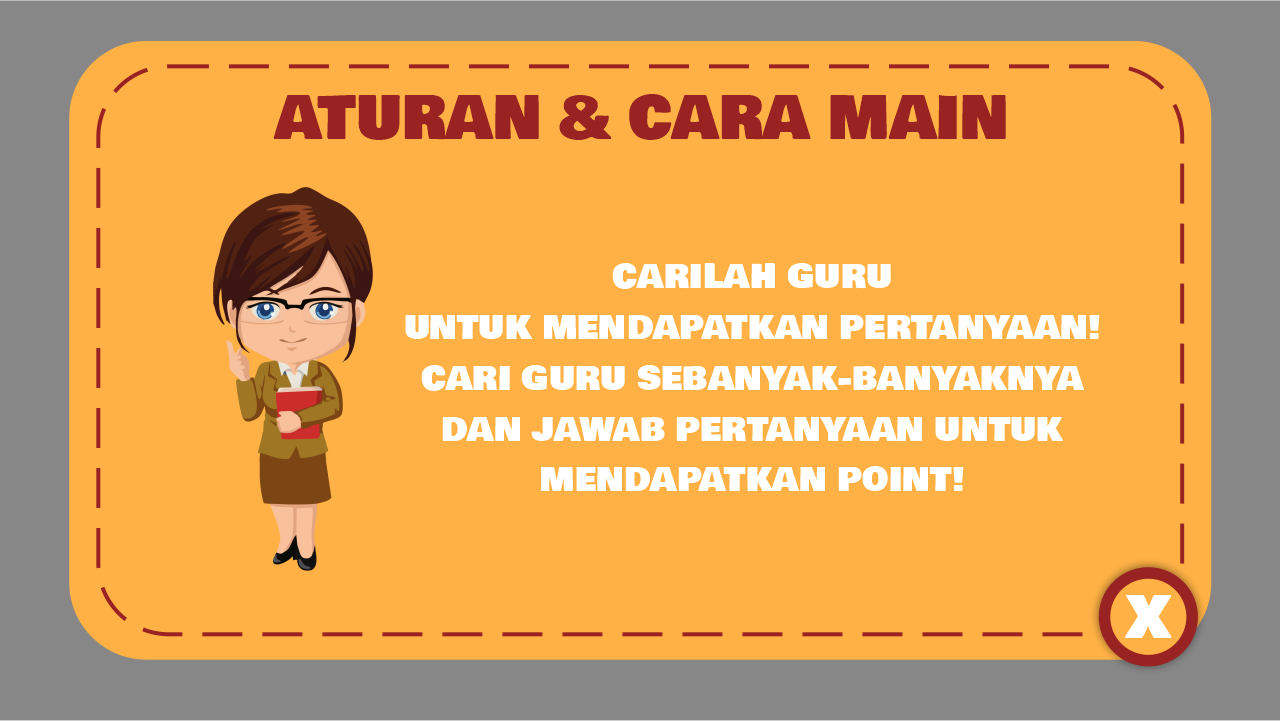 ATURAN & CARA MAIN
CARILAH GURU
UNTUK MENDAPATKAN PERTANYAAN!
CARI GURU SEBANYAK-BANYAKNYA
DAN JAWAB PERTANYAAN UNTUK
MENDAPATKAN POINT!
X